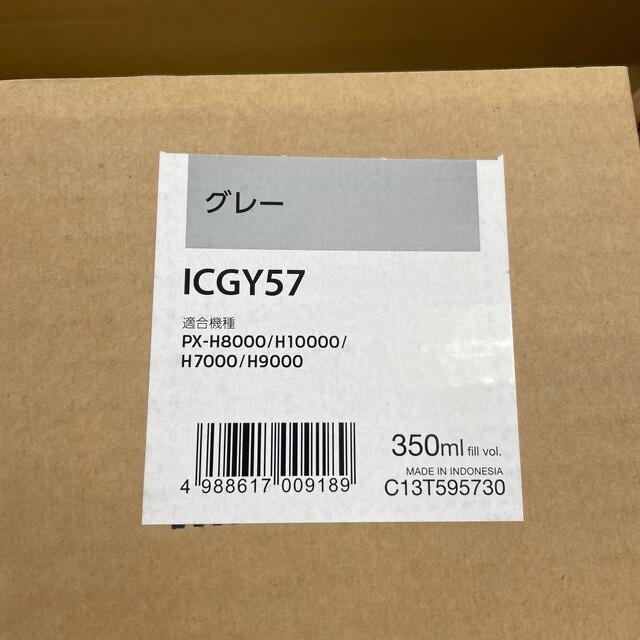 グレー
ICGY57
適合機種
PX-H8000/H10000/
H7000/H9000
350ml fill vol.
MADE IN INDONESIA
4 988617 009189
C13T595730